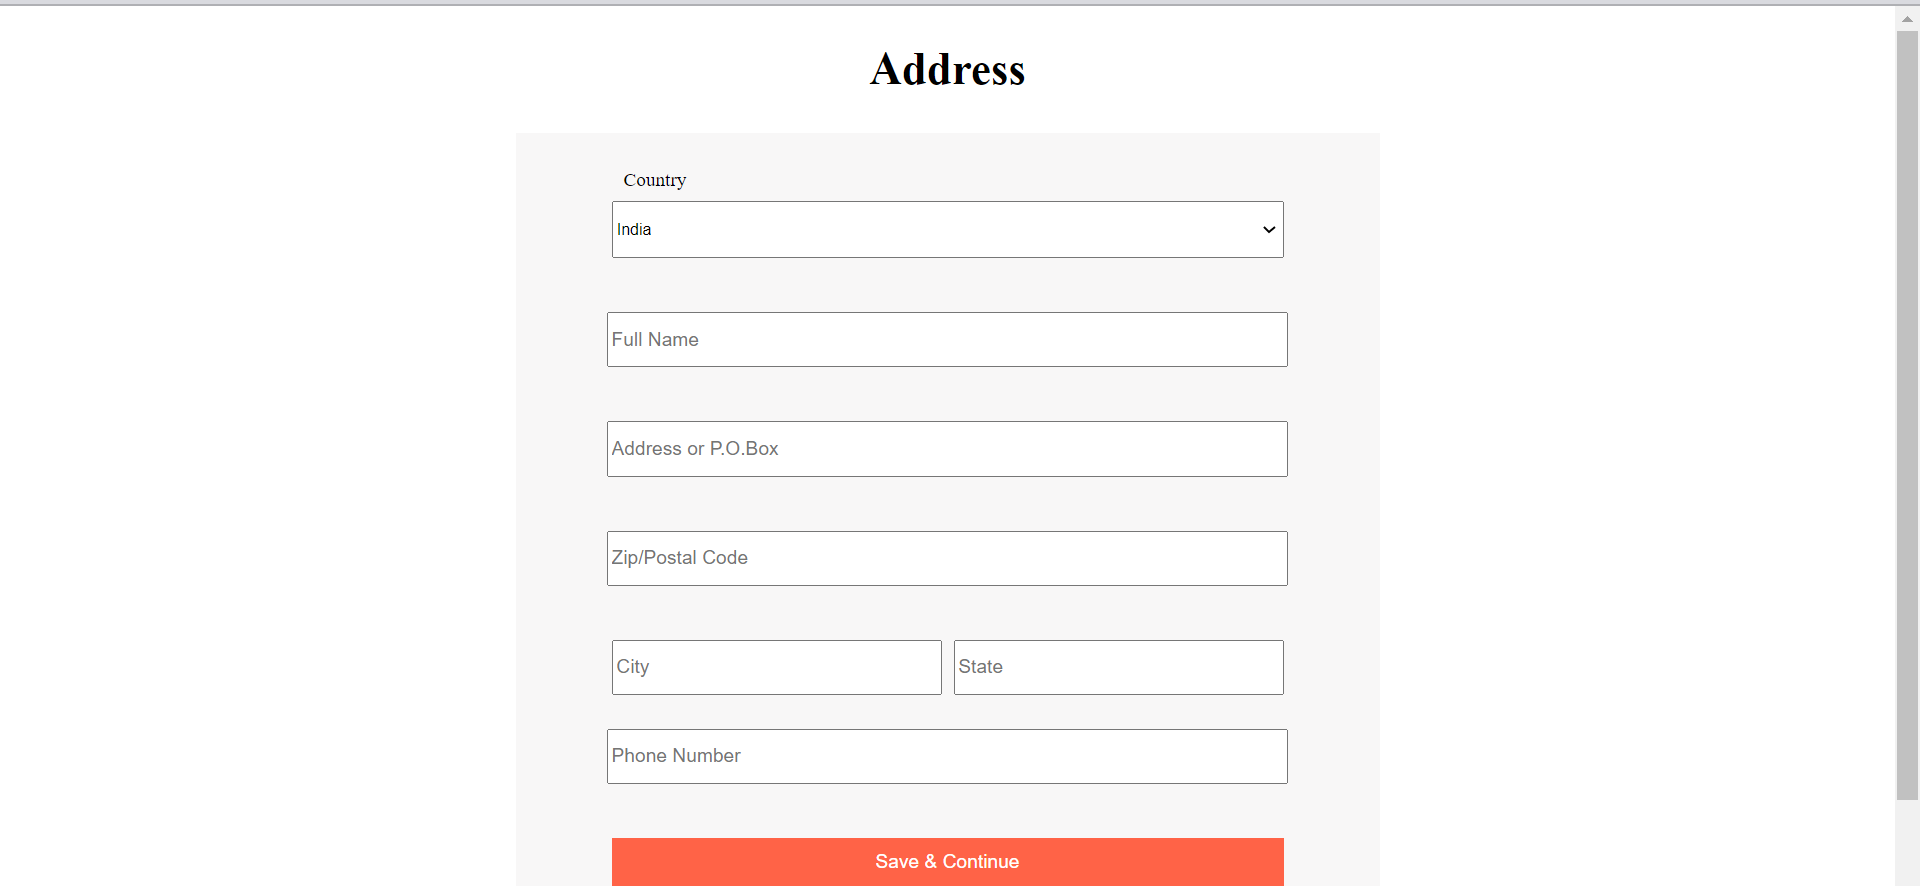 Address
Country
India
Full Name
Address or P.O.Box
Zip/Postal Code
City State
Phone Number
Save & Continue